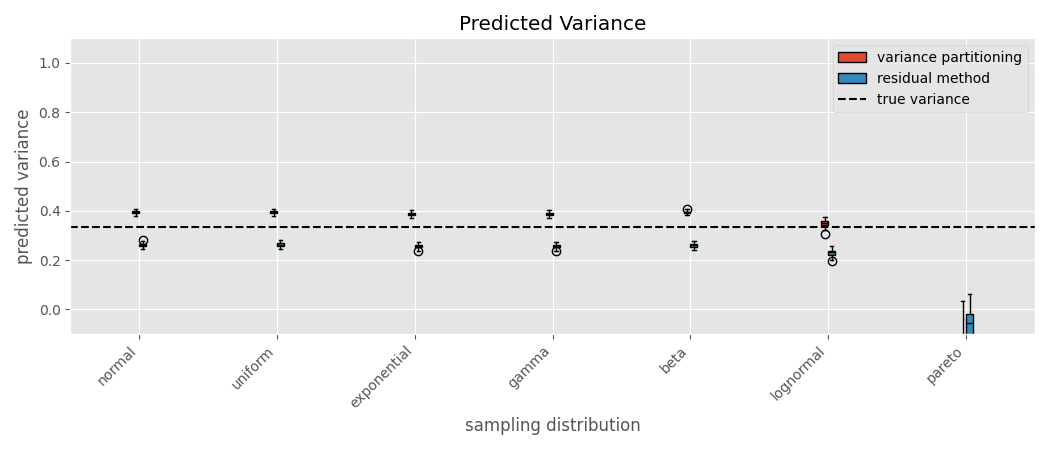 Predicted Variance
variance partitioning
residual method
true variance
predicted variance
1.0
0.8
0.6
0.4
0.2
0.0
normal
uniform
exponential
gamma
beta
lognormal
pareto
sampling distribution